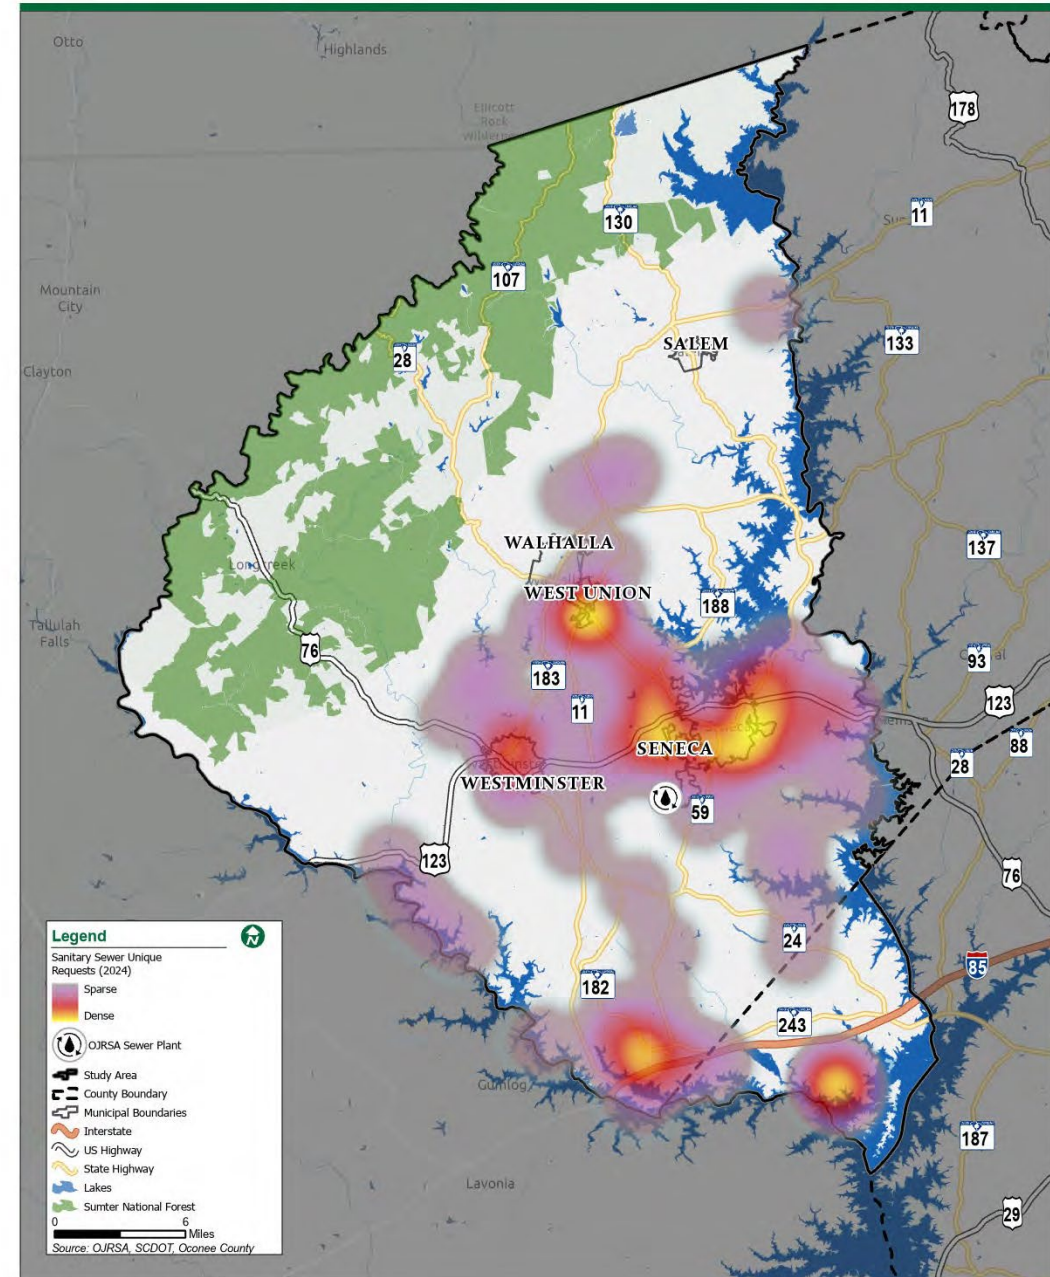 Otto
Highlands
178
Ellicott
Rock
11
130
107
Mountain
City
133
28
SALEM
Clayton
WALHALLA
137
WEST UNION
188
Tallulah
Falls
76
93
183
123
11
88
28
SENECA
WESTMINSTER
59
123
76
24
85
182
243
Gumlog
187
Lavonia
29
Legend
N
Sanitary Sewer Unique
Requests (2024)
Sparse
Dense
OJRSA Sewer Plant
Study Area
County Boundary
Municipal Boundaries
Interstate
US Highway
State Highway
Lakes
Sumter National Forest
0 6
Miles
Source: OJRSA, SCDOT, Oconee County